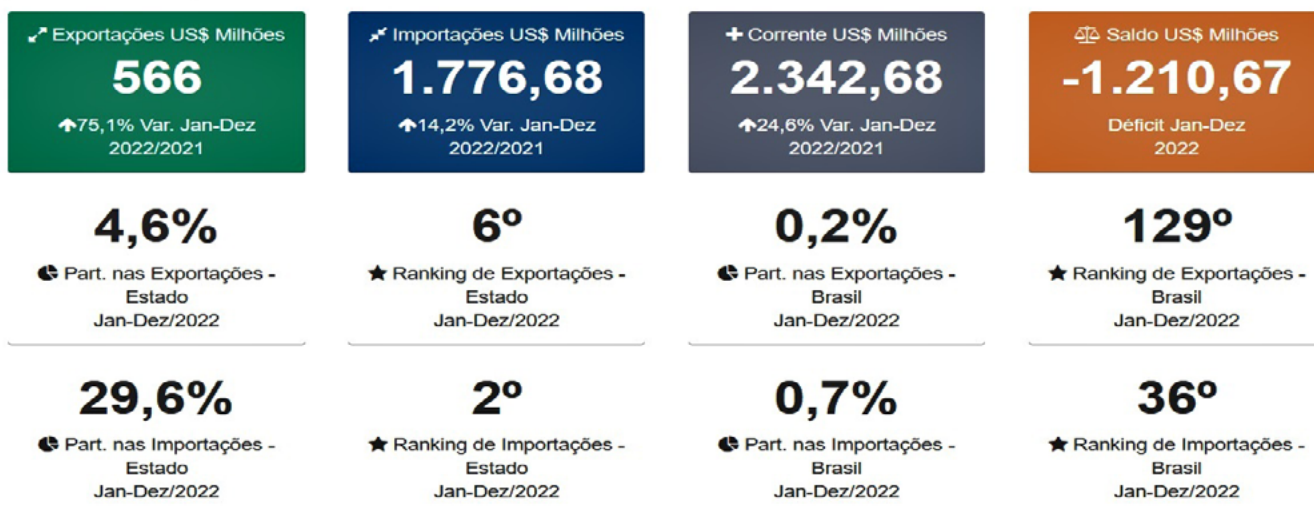 Exportações US$ Milhões
566
75,1% Var. Jan-Dez
2022/2021
Importações US$ Milhões
1.776,68
14,2% Var. Jan-Dez
2022/2021
Corrente US$ Milhões
2.342,68
24,6% Var. Jan-Dez
2022/2021
Saldo US$ Milhões
-1.210,67
Déficit Jan-Dez
2022
4,6%
Part. nas Exportações -
Estado
Jan-Dez/2022
6º
Ranking de Exportações -
Estado
Jan-Dez/2022
0,2%
Part. nas Exportações -
Brasil
Jan-Dez/2022
129º
Ranking de Exportações -
Brasil
Jan-Dez/2022
29,6%
Part. nas Importações -
Estado
Jan-Dez/2022
2º
Ranking de Importações -
Estado
Jan-Dez/2022
0,7%
Part. nas Importações -
Brasil
Jan-Dez/2022
36º
Ranking de Importações -
Brasil
Jan-Dez/2022